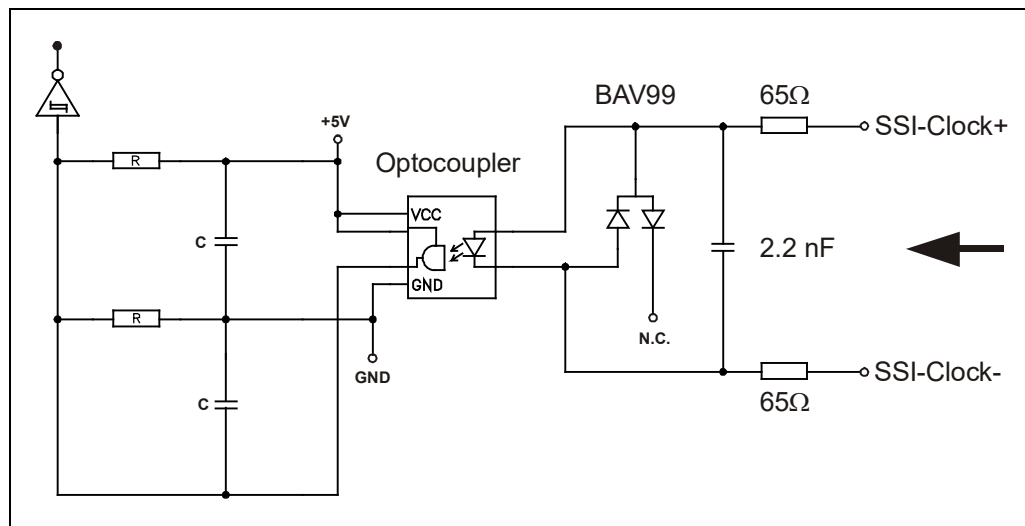 BAV99
65Ω
SSI-Clock+
+5V
Optocoupler
R
VCC
C
2.2 nF
GND
R
N.C.
GND
SSI-Clock-
C
65Ω